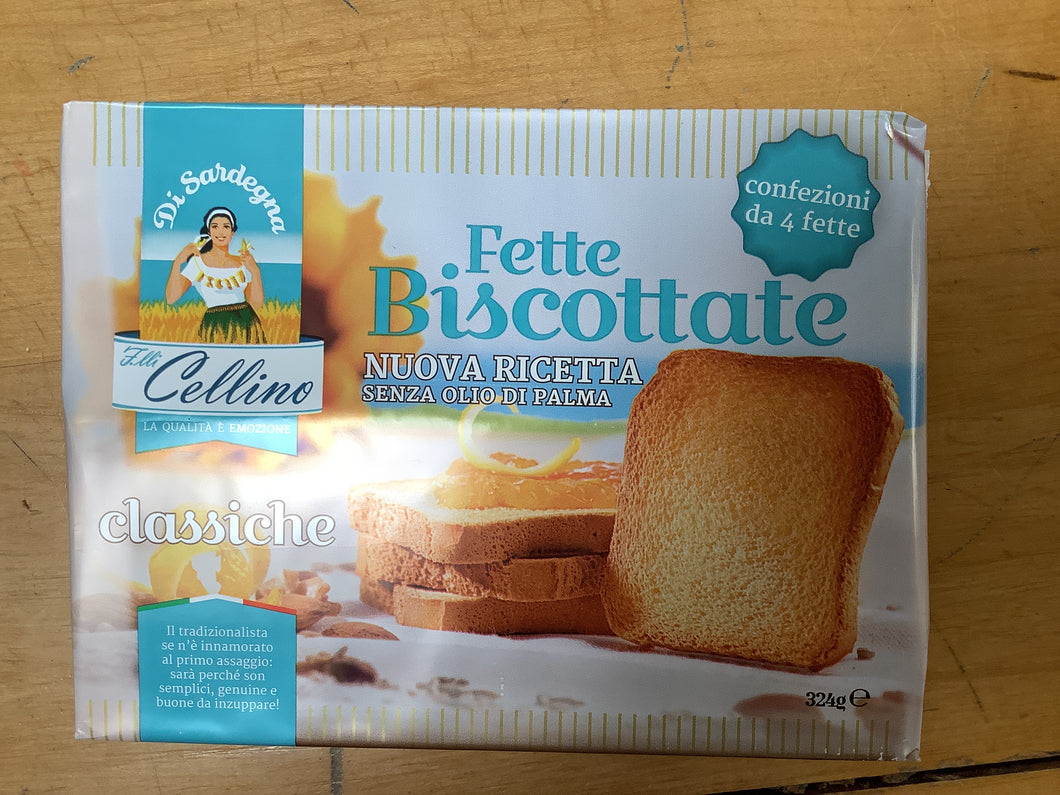 Di Sardegna
F.lli
Cellino
LA QUALITÀ È EMOZIONE
confezioni
da 4 fette
Fette
Biscottate
NUOVA RICETTA
SENZA OLIO DI PALMA
classiche
Il tradizionalista
se n'è innamorato
al primo assaggio:
sarà perché son
semplici, genuine e
buone da inzuppare!
324g ℮